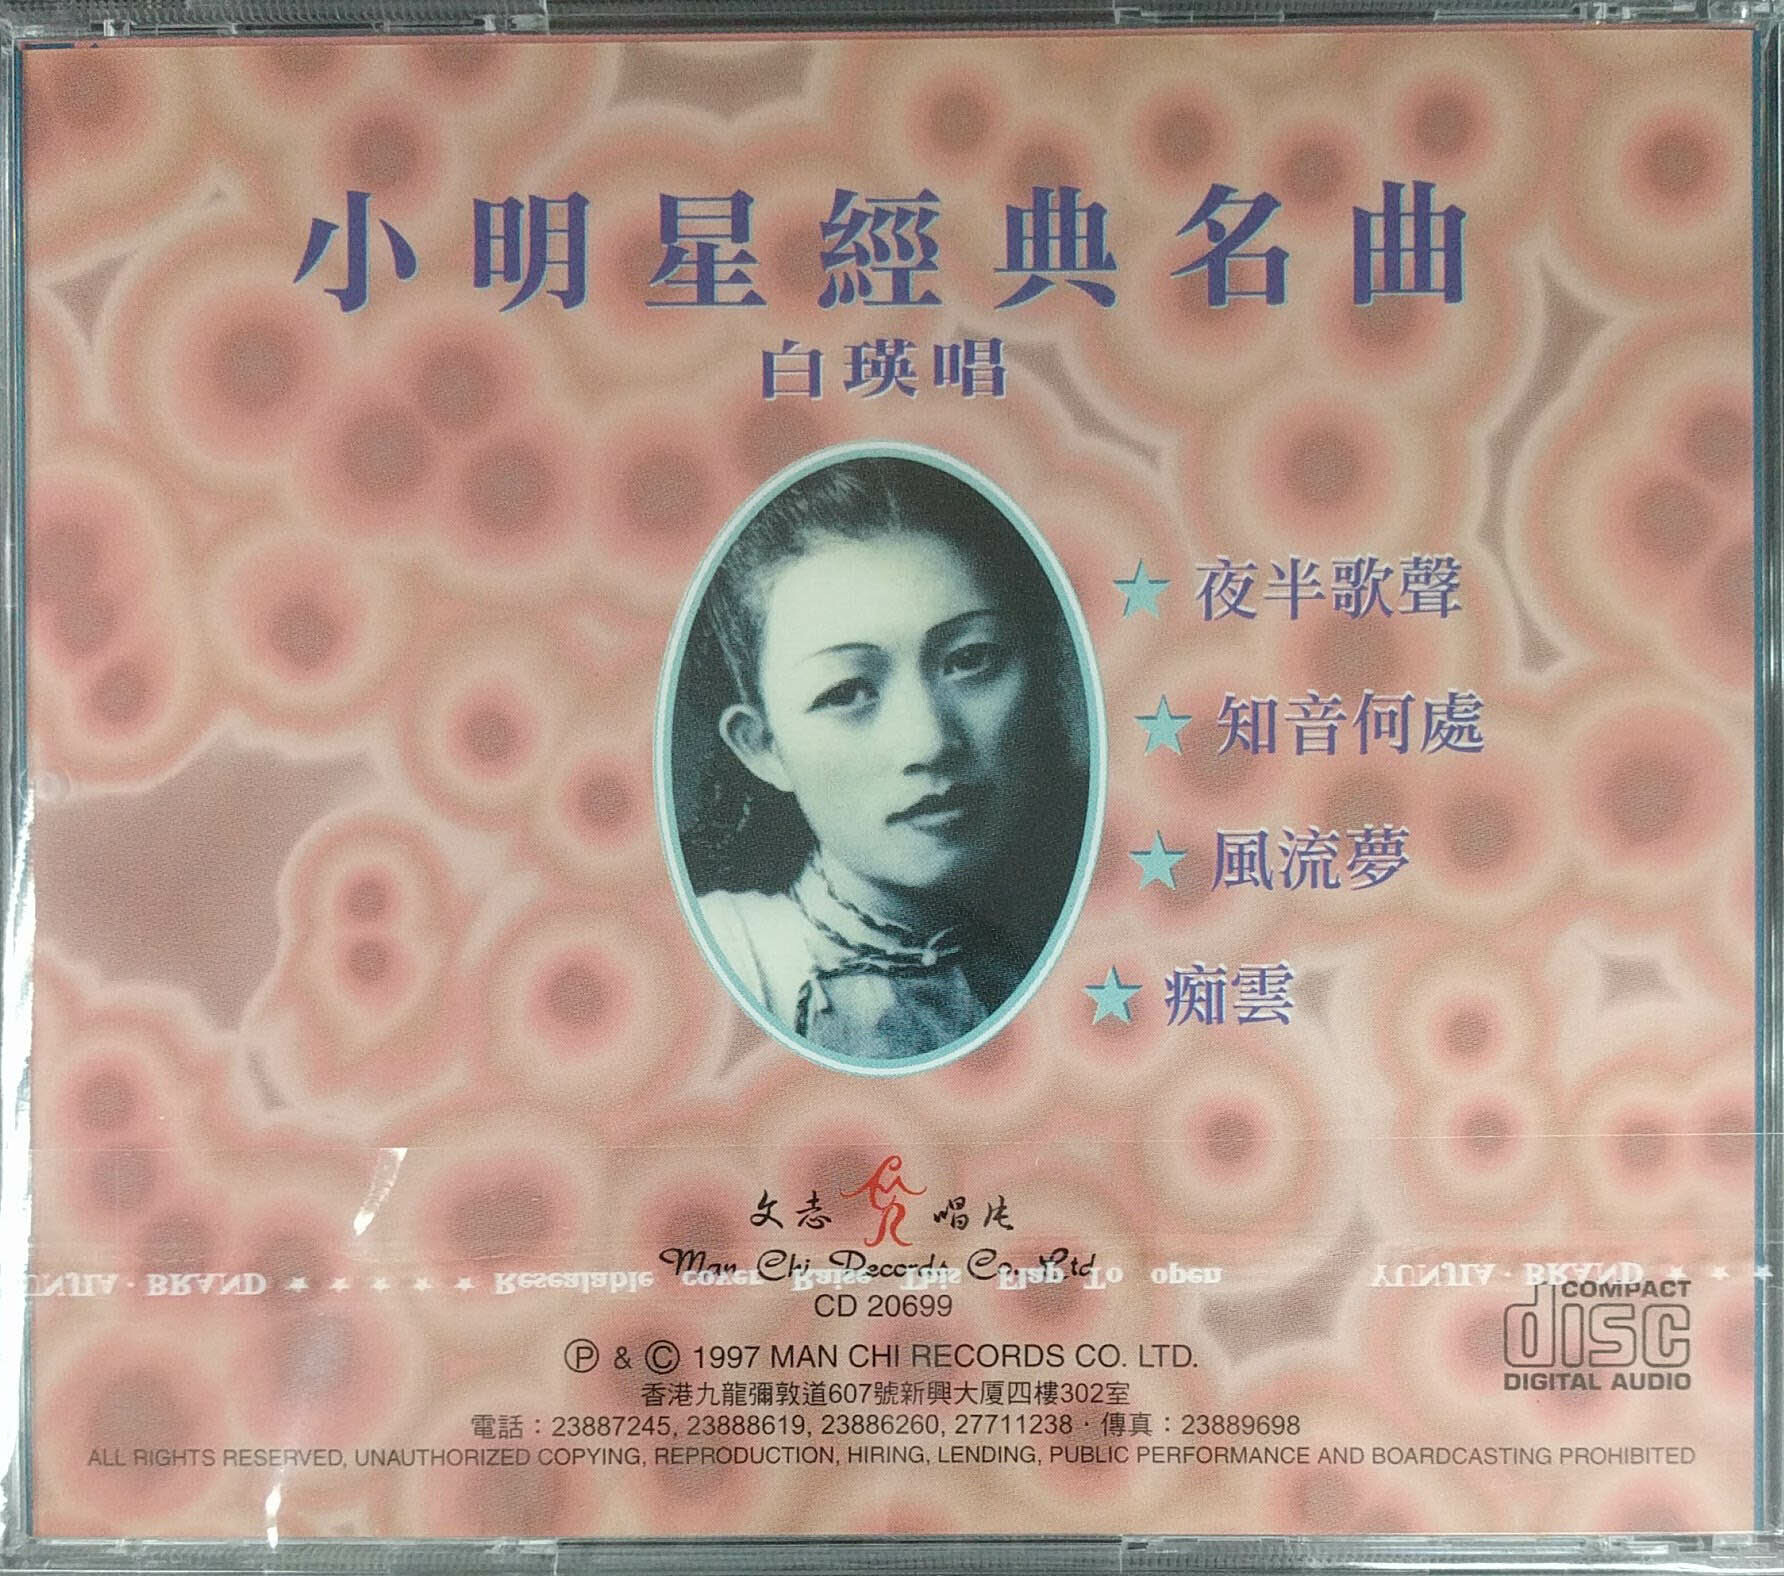 小明星經典名曲
白瑛唱
★ 夜半歌聲
★ 知音何處
★ 風流夢
★ 痴雲
文志唱片
Man Chi Records Co. Ltd
YUNJIA · BRAND ★ ★ ★ ★ ★ Resealable cover Raise This Flap To open YUNJIA · BRAND ★ ★ ★
CD 20699
COMPACT
disc
DIGITAL AUDIO
Ⓟ & © 1997 MAN CHI RECORDS CO. LTD.
香港九龍彌敦道607號新興大厦四樓302室
電話：23887245, 23888619, 23886260, 27711238 · 傳真：23889698
ALL RIGHTS RESERVED, UNAUTHORIZED COPYING, REPRODUCTION, HIRING, LENDING, PUBLIC PERFORMANCE AND BOARDCASTING PROHIBITED